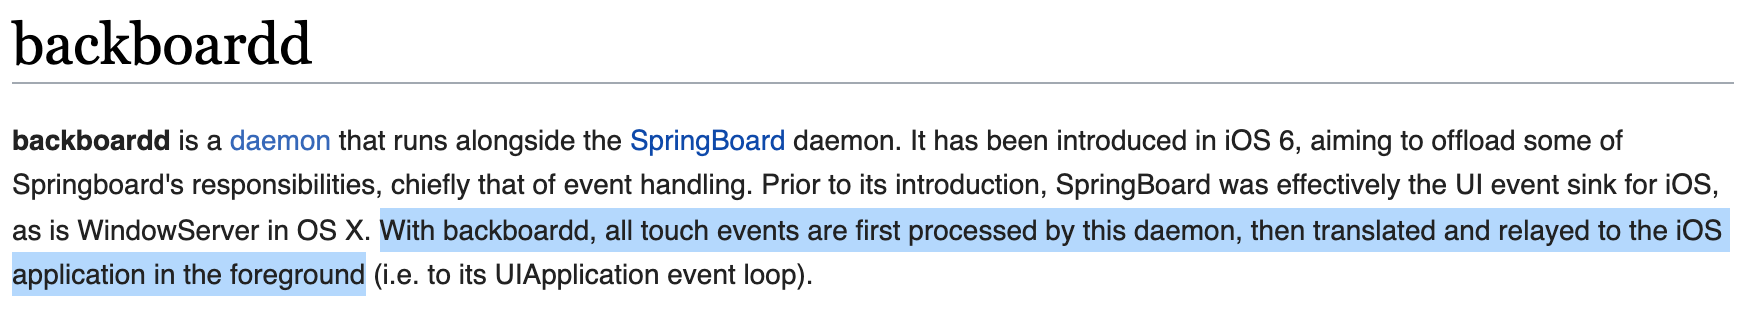 backboardd
backboardd is a daemon that runs alongside the SpringBoard daemon. It has been introduced in iOS 6, aiming to offload some of
Springboard's responsibilities, chiefly that of event handling. Prior to its introduction, SpringBoard was effectively the UI event sink for iOS,
as is WindowServer in OS X. With backboardd, all touch events are first processed by this daemon, then translated and relayed to the iOS
application in the foreground (i.e. to its UIApplication event loop).